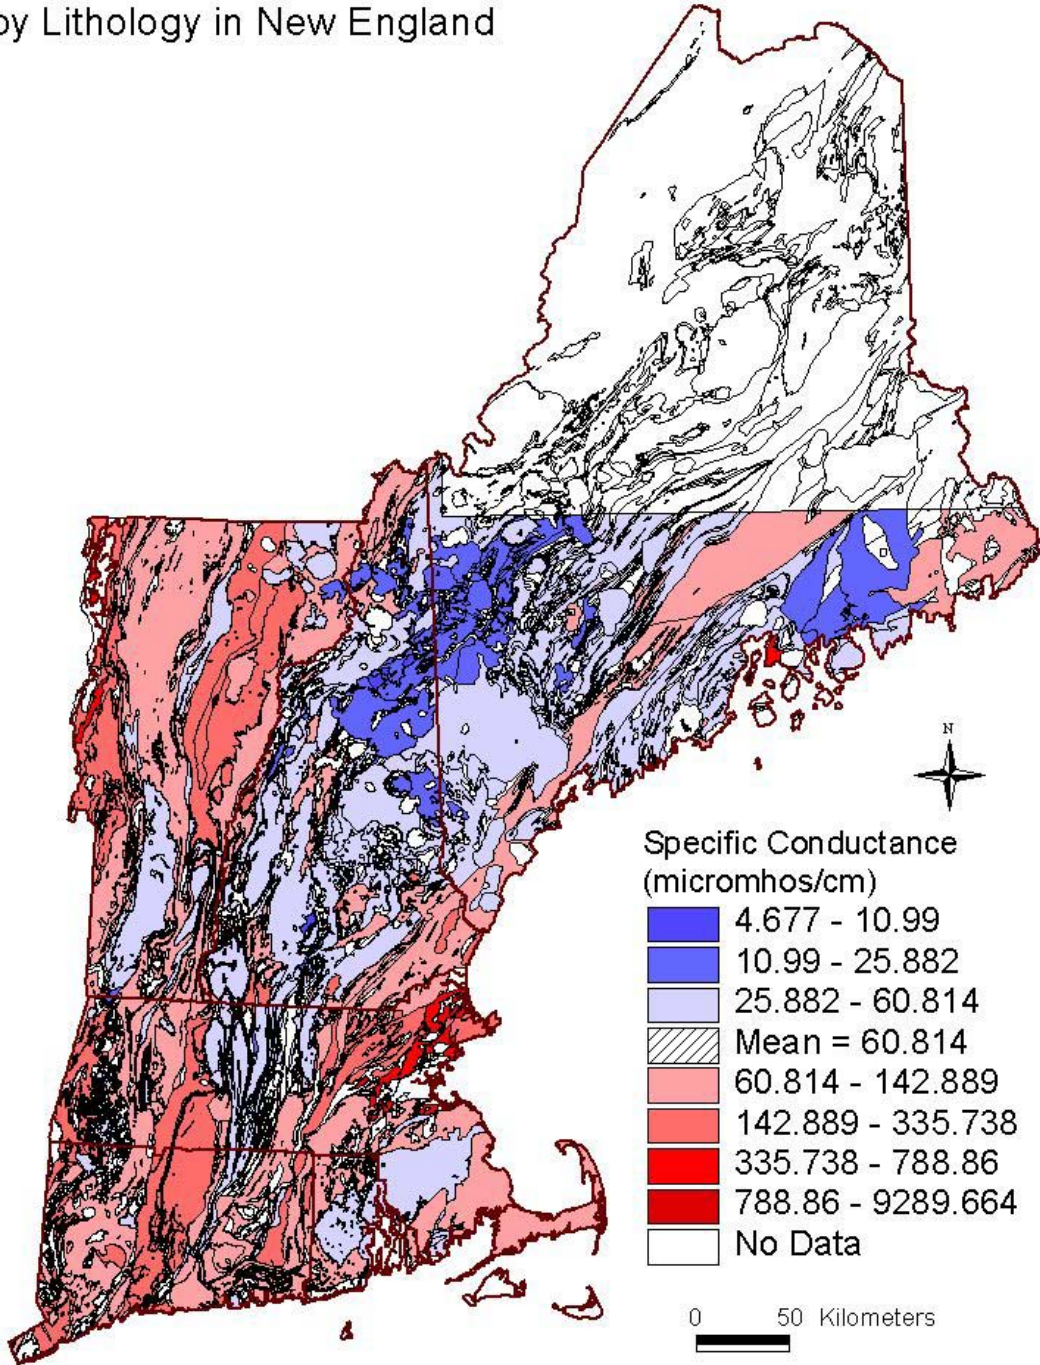 by Lithology in New England
N
Specific Conductance
(micromhos/cm)
4.677 - 10.99
10.99 - 25.882
25.882 - 60.814
Mean = 60.814
60.814 - 142.889
142.889 - 335.738
335.738 - 788.86
788.86 - 9289.664
No Data
0 50 Kilometers